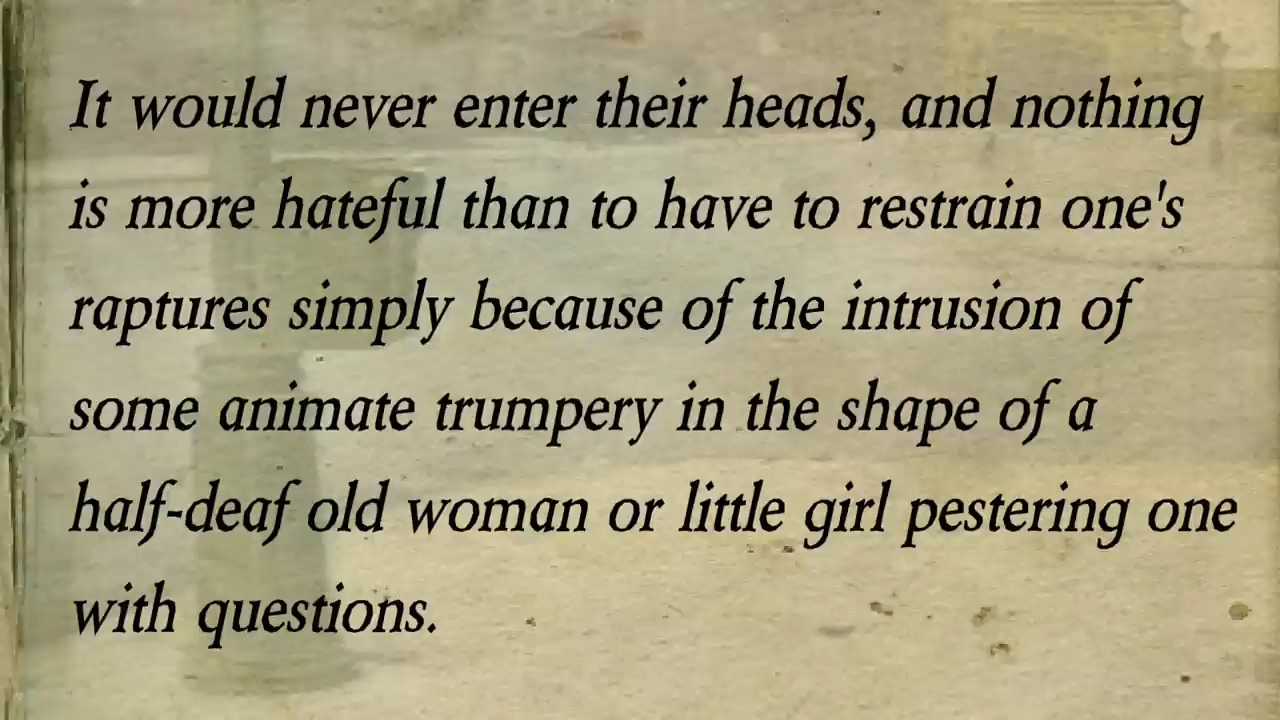 It would never enter their heads, and nothing
is more hateful than to have to restrain one's
raptures simply because of the intrusion of
some animate trumpery in the shape of a
half-deaf old woman or little girl pestering one
with questions.